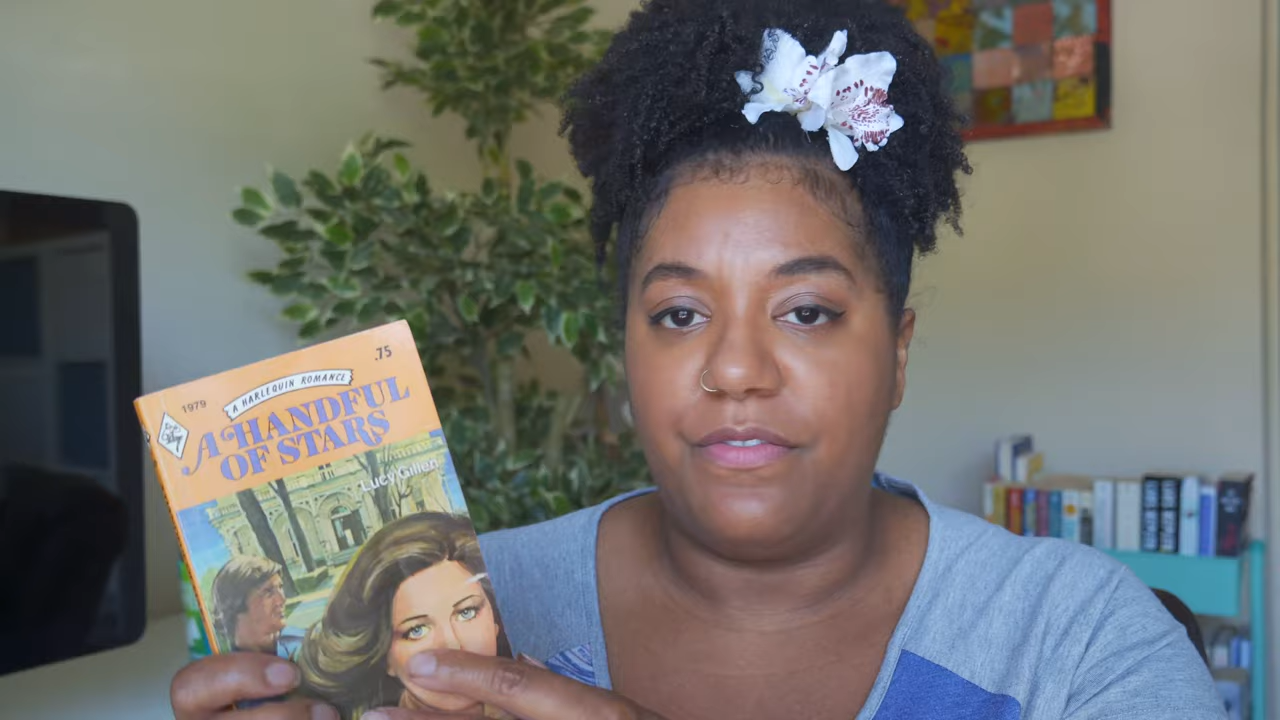 .75
A HARLEQUIN ROMANCE
1979
A HANDFUL
OF STARS
Lucy Gillen